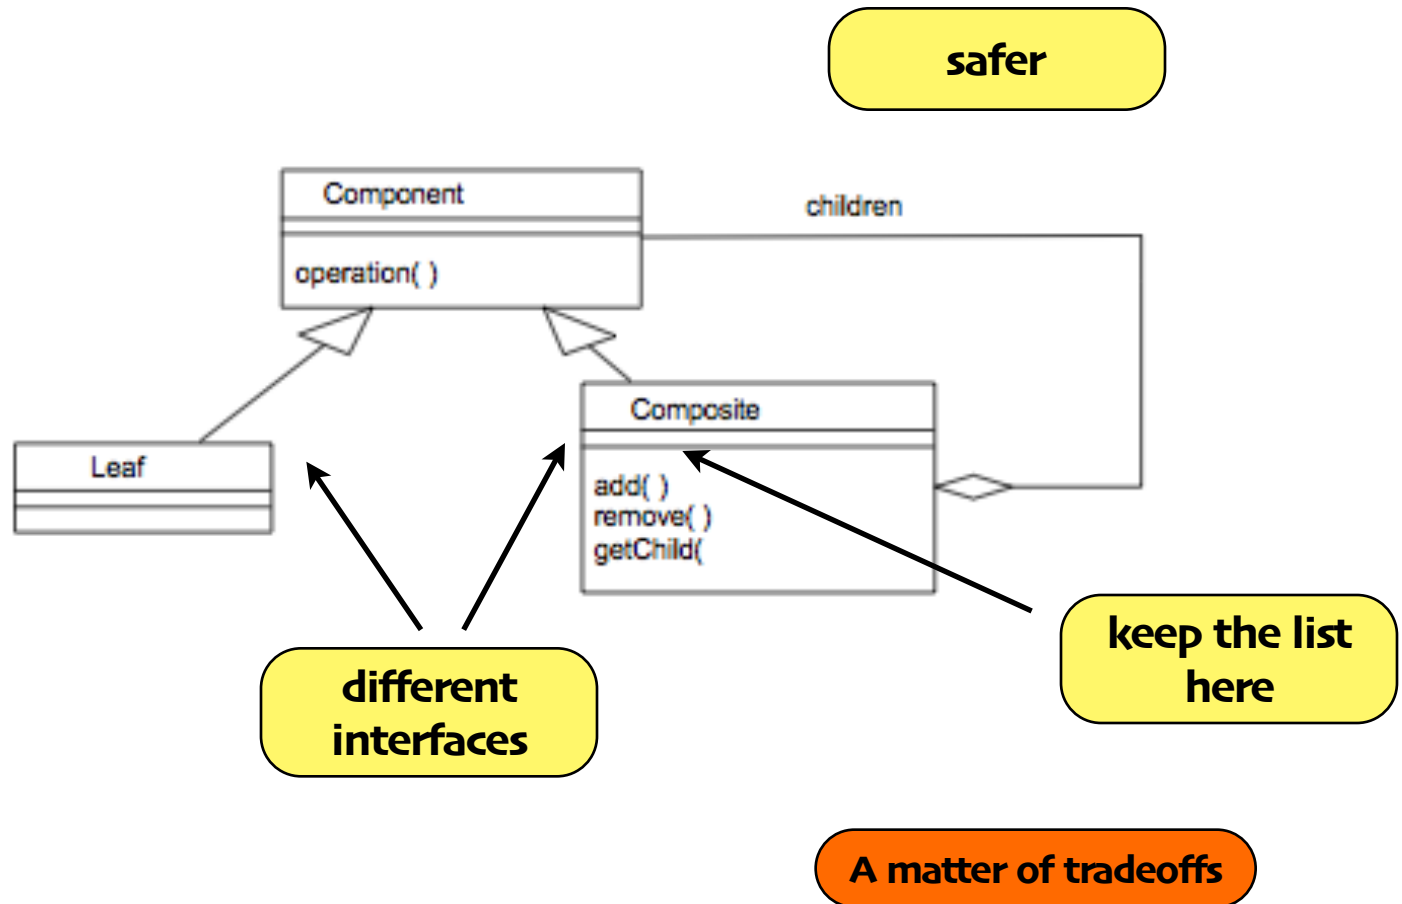 safer
Component
children
operation( )
Composite
Leaf
add( )
remove( )
getChild(
keep the list
here
different
interfaces
A matter of tradeoffs